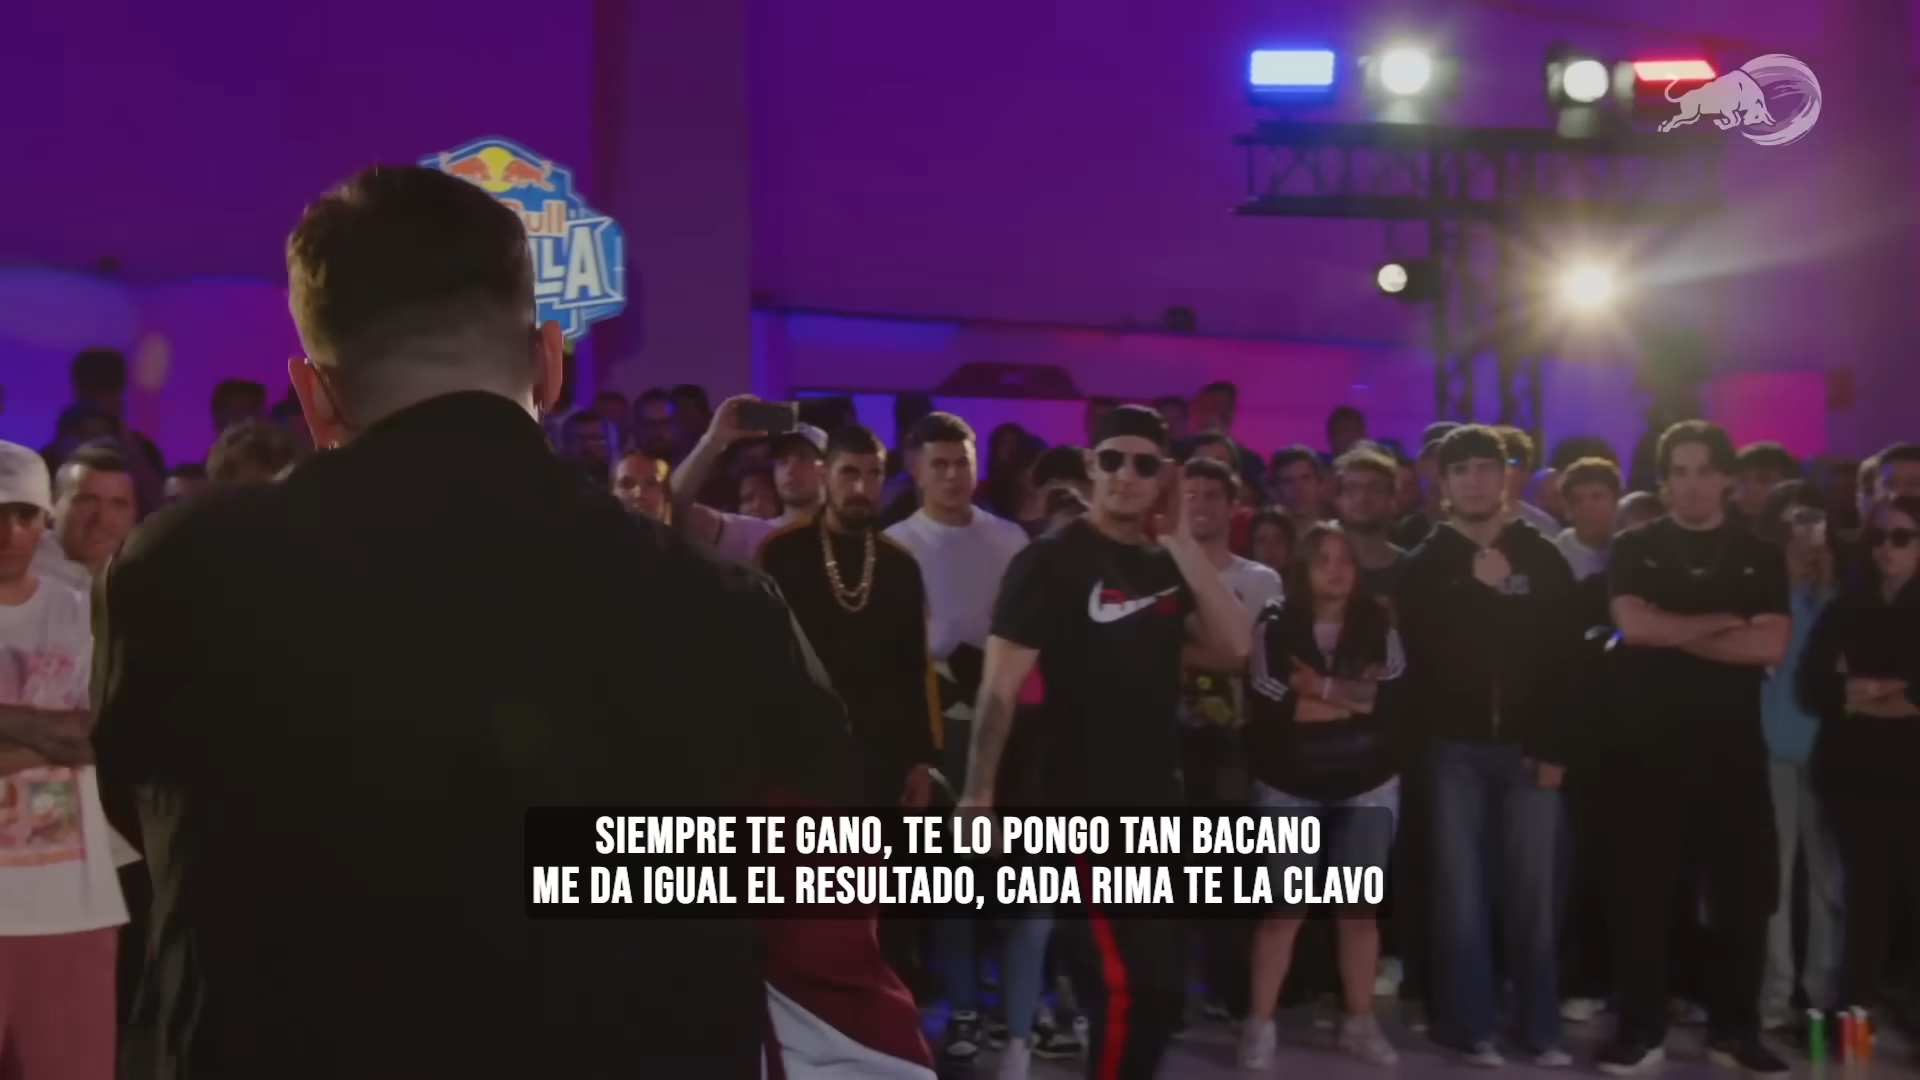 SIEMPRE TE GANO, TE LO PONGO TAN BACANO
ME DA IGUAL EL RESULTADO, CADA RIMA TE LA CLAVO